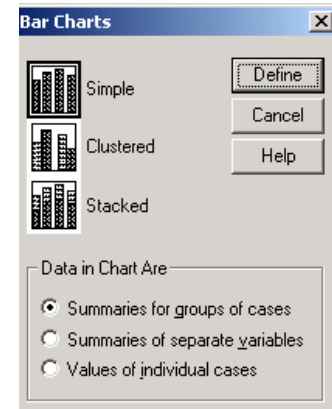 Bar Charts
Simple
Define
Cancel
Clustered
Help
Stacked
Data in Chart Are
Summaries for groups of cases
Summaries of separate variables
Values of individual cases